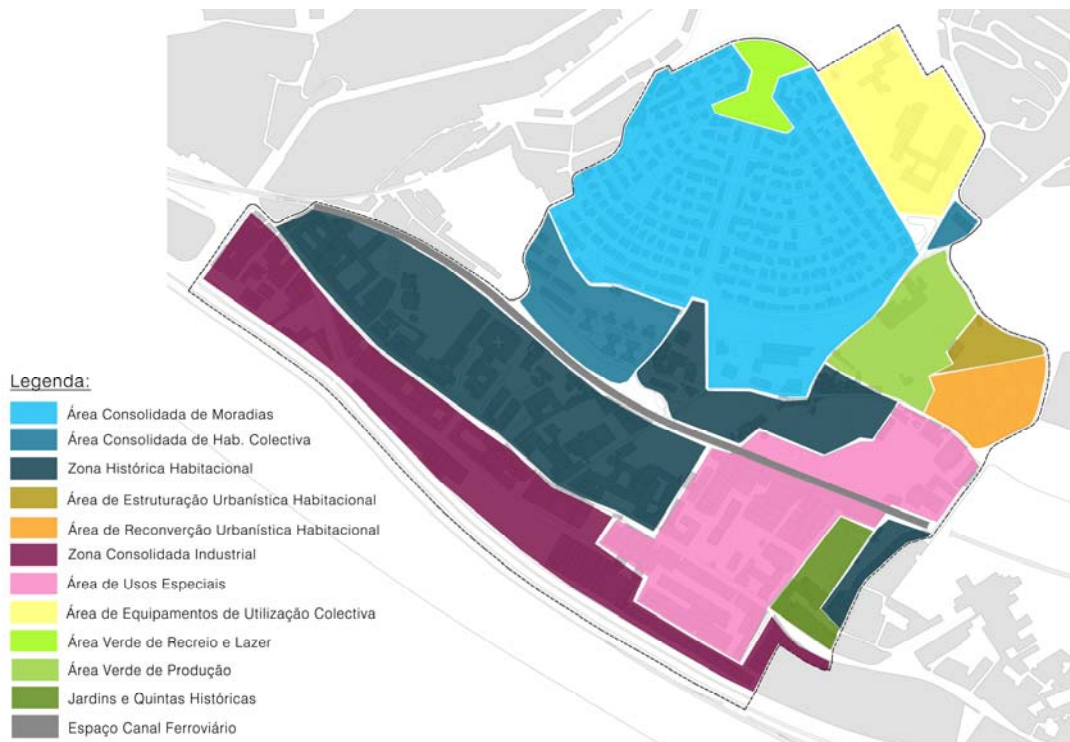 Legenda:
Área Consolidada de Moradias
Área Consolidada de Hab. Colectiva
Zona Histórica Habitacional
Área de Estruturação Urbanística Habitacional
Área de Reconverção Urbanística Habitacional
Zona Consolidada Industrial
Área de Usos Especiais
Área de Equipamentos de Utilização Colectiva
Área Verde de Recreio e Lazer
Área Verde de Produção
Jardins e Quintas Históricas
Espaço Canal Ferroviário